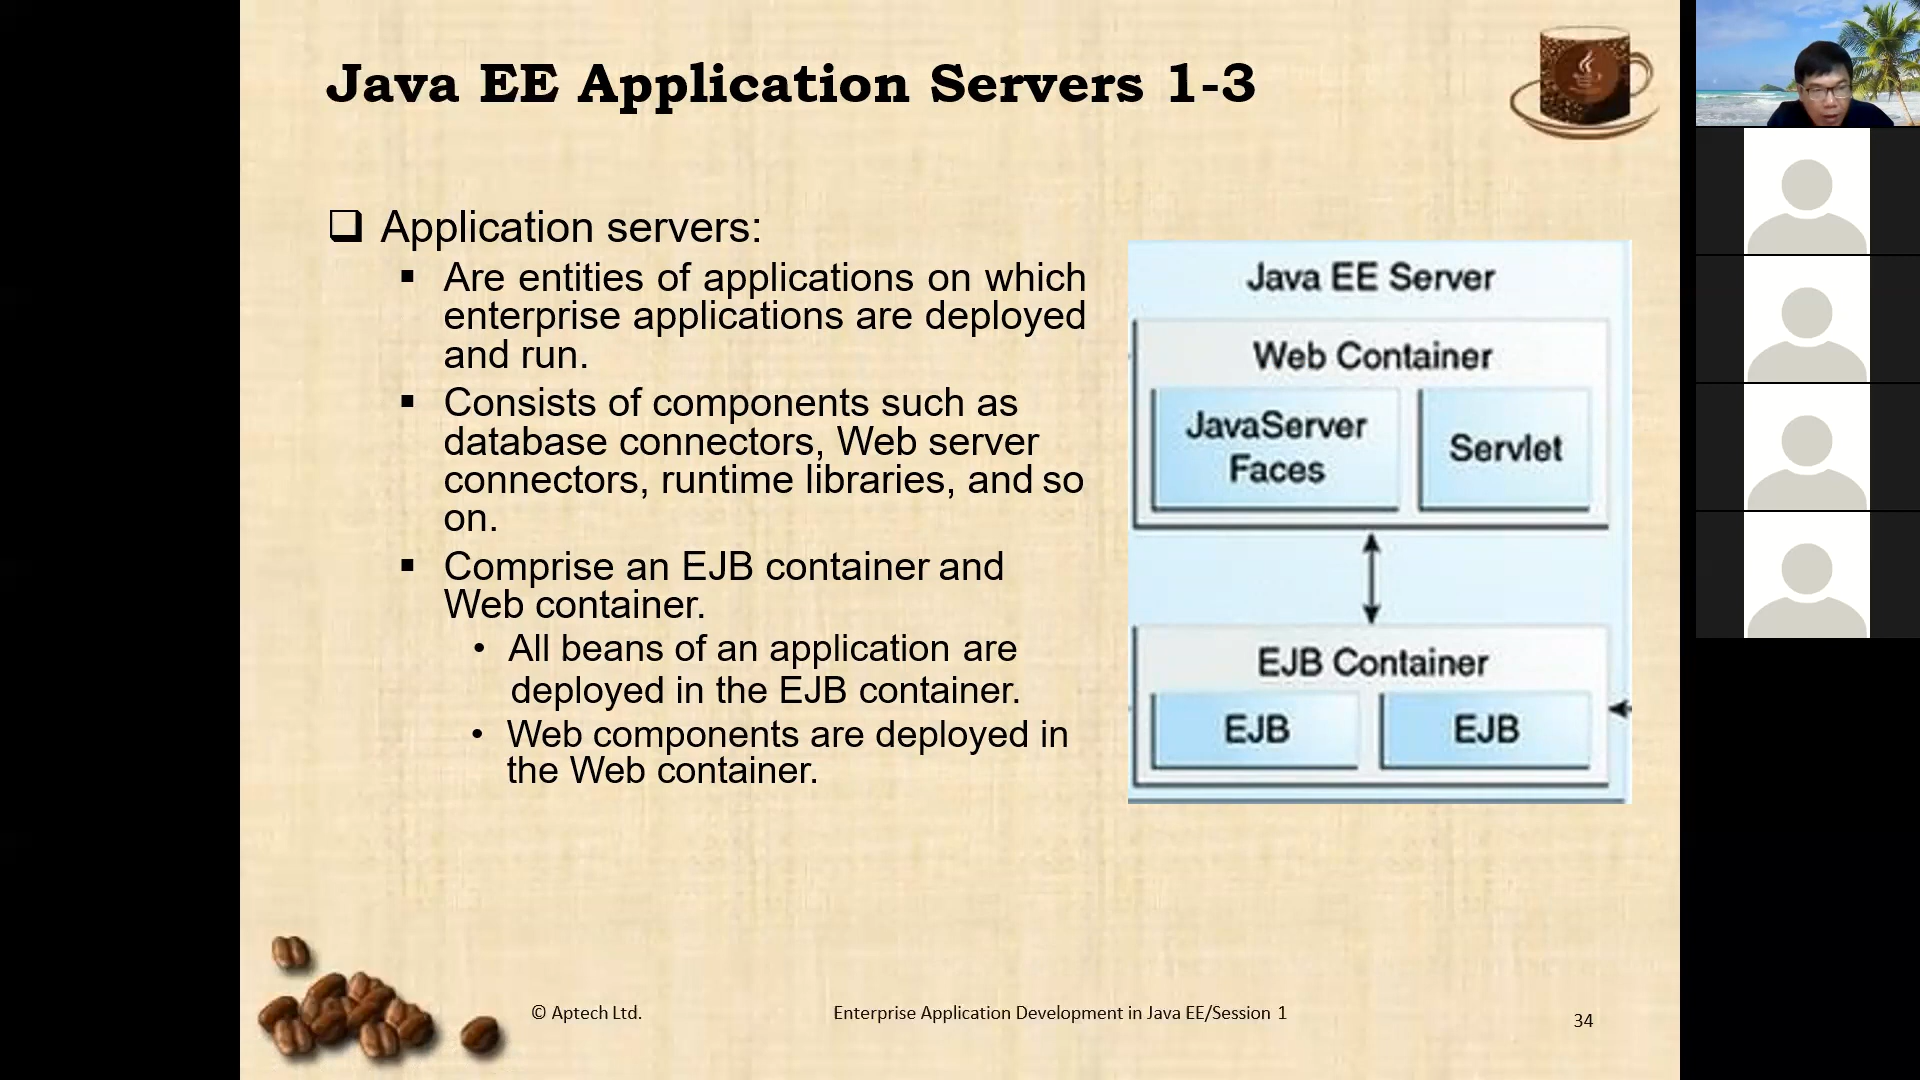 Java EE Application Servers 1-3
Application servers:
Are entities of applications on which
enterprise applications are deployed
and run.
Consists of components such as
database connectors, Web server
connectors, runtime libraries, and so
on.
Comprise an EJB container and
Web container.
All beans of an application are
deployed in the EJB container.
Web components are deployed in
the Web container.
Java EE Server
Web Container
JavaServer
Faces
Servlet
EJB Container
EJB
EJB
© Aptech Ltd.
Enterprise Application Development in Java EE/Session 1
34